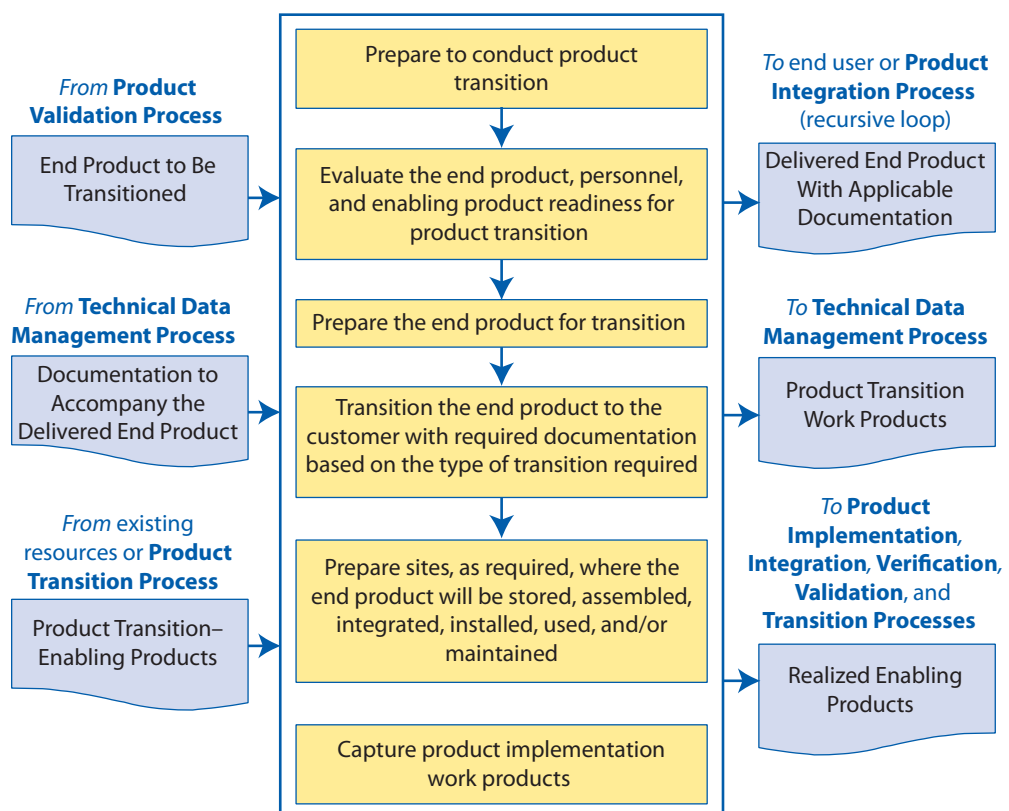 From Product
Validation Process
End Product to Be
Transitioned
From Technical Data
Management Process
Documentation to
Accompany the
Delivered End Product
From existing
resources or Product
Transition Process
Product Transition–
Enabling Products
Prepare to conduct product
transition
Evaluate the end product, personnel,
and enabling product readiness for
product transition
Prepare the end product for transition
Transition the end product to the
customer with required documentation
based on the type of transition required
Prepare sites, as required, where the
end product will be stored, assembled,
integrated, installed, used, and/or
maintained
Capture product implementation
work products
To end user or Product
Integration Process
(recursive loop)
Delivered End Product
With Applicable
Documentation
To Technical Data
Management Process
Product Transition
Work Products
To Product
Implementation,
Integration, Verification,
Validation, and
Transition Processes
Realized Enabling
Products